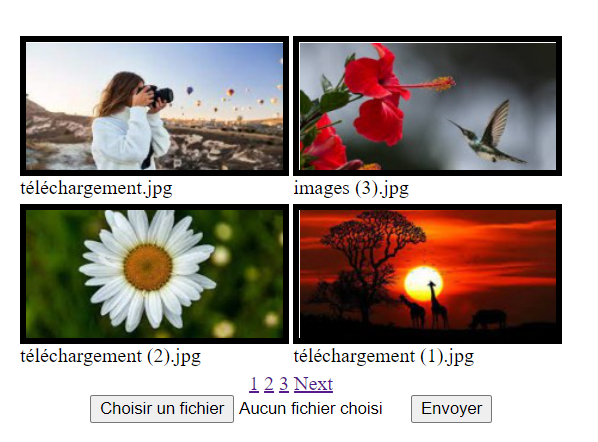 téléchargement.jpg
images (3).jpg
téléchargement (2).jpg
téléchargement (1).jpg
1 2 3 Next
Choisir un fichier Aucun fichier choisi Envoyer